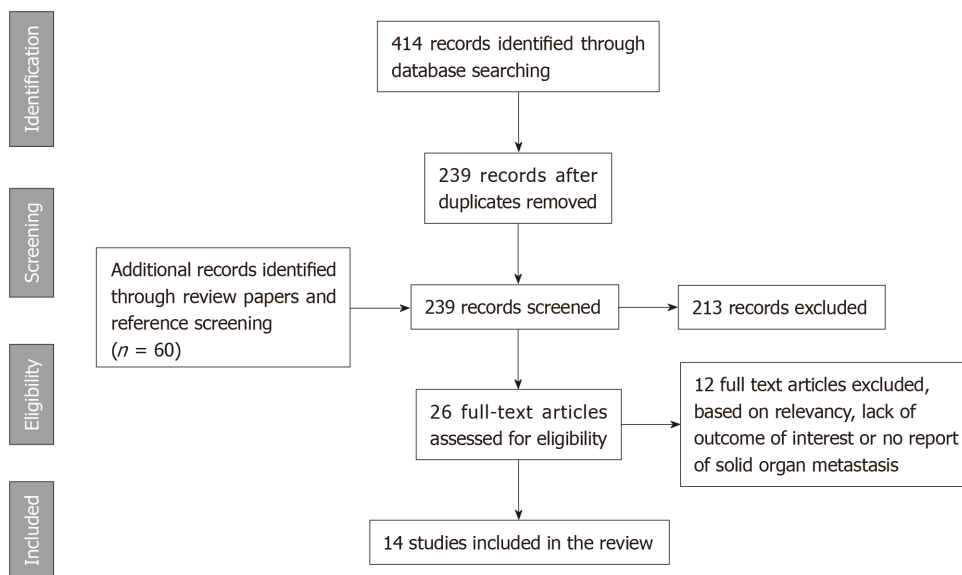 Identification
414 records identified through
database searching
239 records after
duplicates removed
Screening
Additional records identified
through review papers and
reference screening
(n = 60)
239 records screened
213 records excluded
Eligibility
26 full-text articles
assessed for eligibility
12 full text articles excluded,
based on relevancy, lack of
outcome of interest or no report
of solid organ metastasis
Included
14 studies included in the review